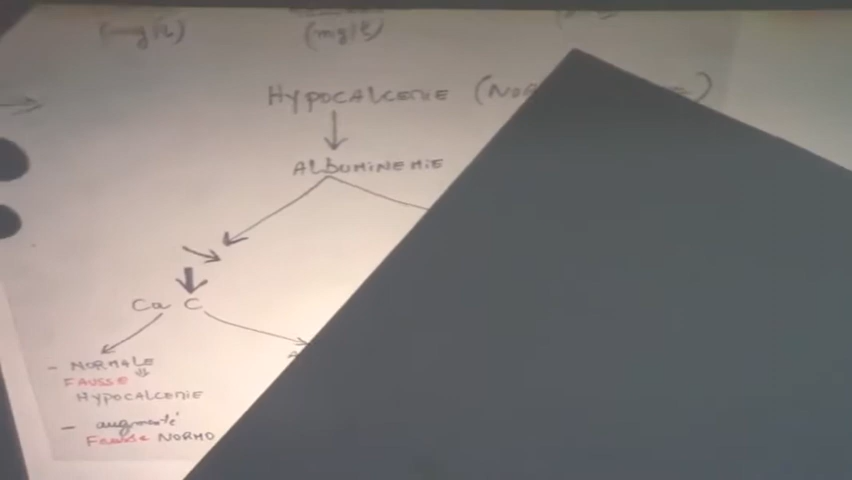 (mg/L) (mg/L)
HYPOCALCEMIE
ALBUMINEMIE
Ca C
- NORMALE
FAUSSE
HYPOCALCEMIE
- augmenté
Fausse NORMO